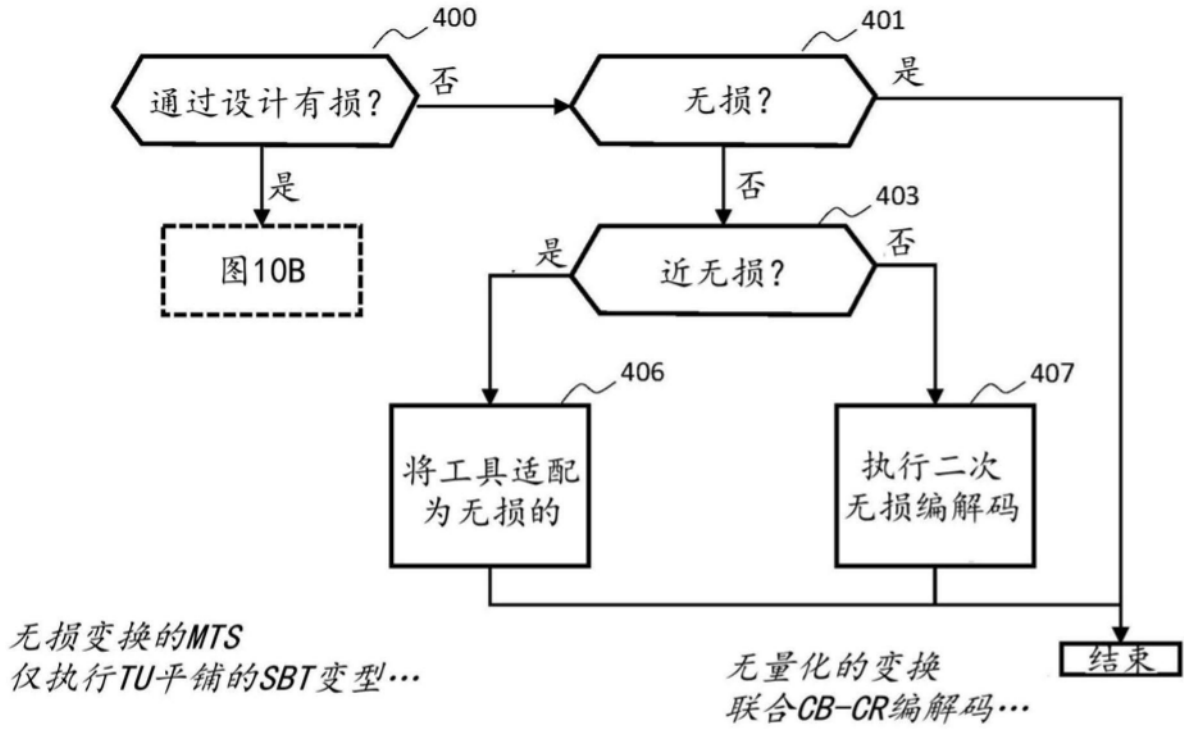 400
401
通过设计有损?
否
无损?
是
是
否
403
图10B
是
近无损?
否
406
407
将工具适配
为无损的
执行二次
无损编解码
无损变换的MTS
仅执行TU平铺的SBT变型…
无量化的变换
联合CB-CR编解码…
结束